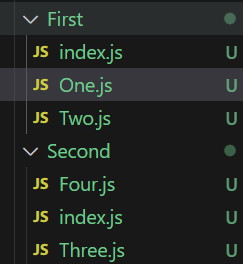 First
JS index.js U
JS One.js U
JS Two.js U
Second
JS Four.js U
JS index.js U
JS Three.js U